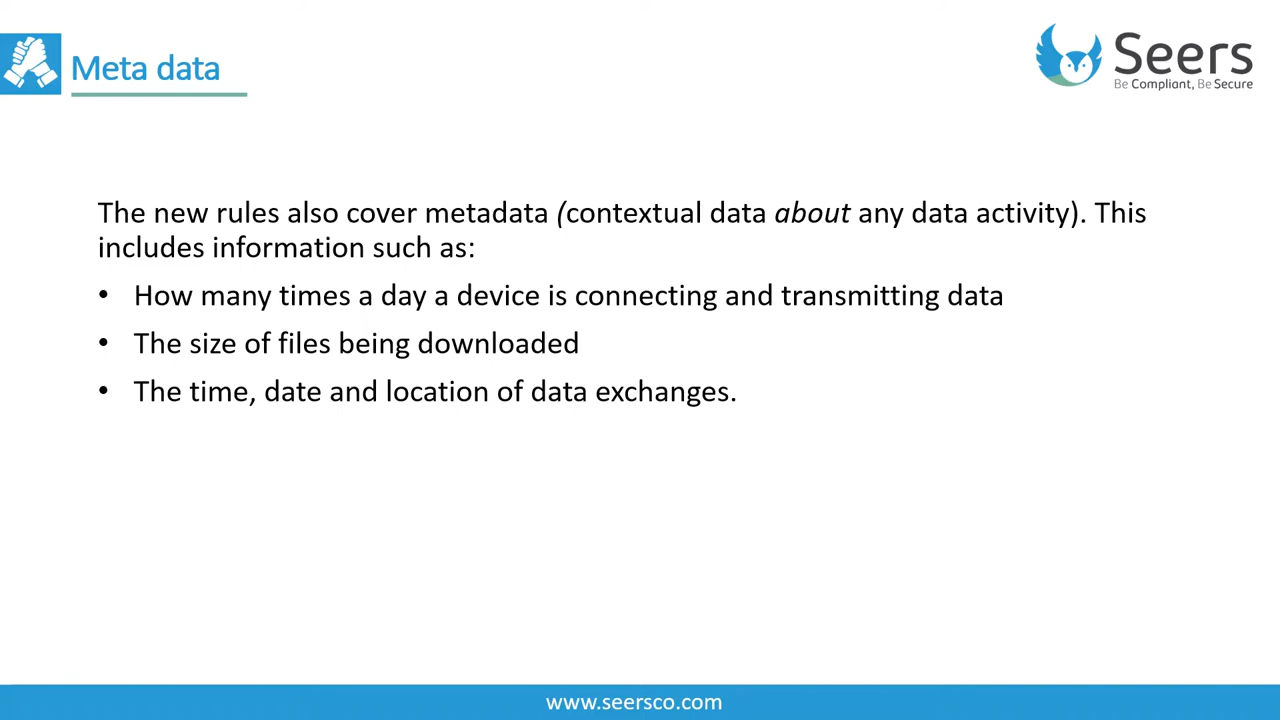 Meta data
Seers
Be Compliant, Be Secure
The new rules also cover metadata (contextual data about any data activity). This
includes information such as:
• How many times a day a device is connecting and transmitting data
• The size of files being downloaded
• The time, date and location of data exchanges.
www.seersco.com